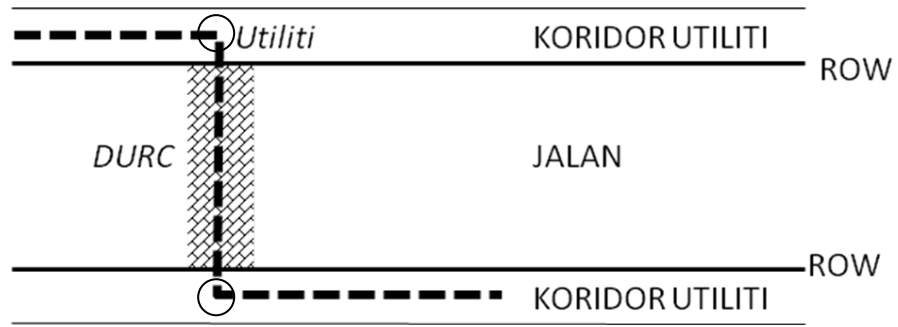 Utiliti
KORIDOR UTILITI
ROW
DURC
JALAN
ROW
KORIDOR UTILITI